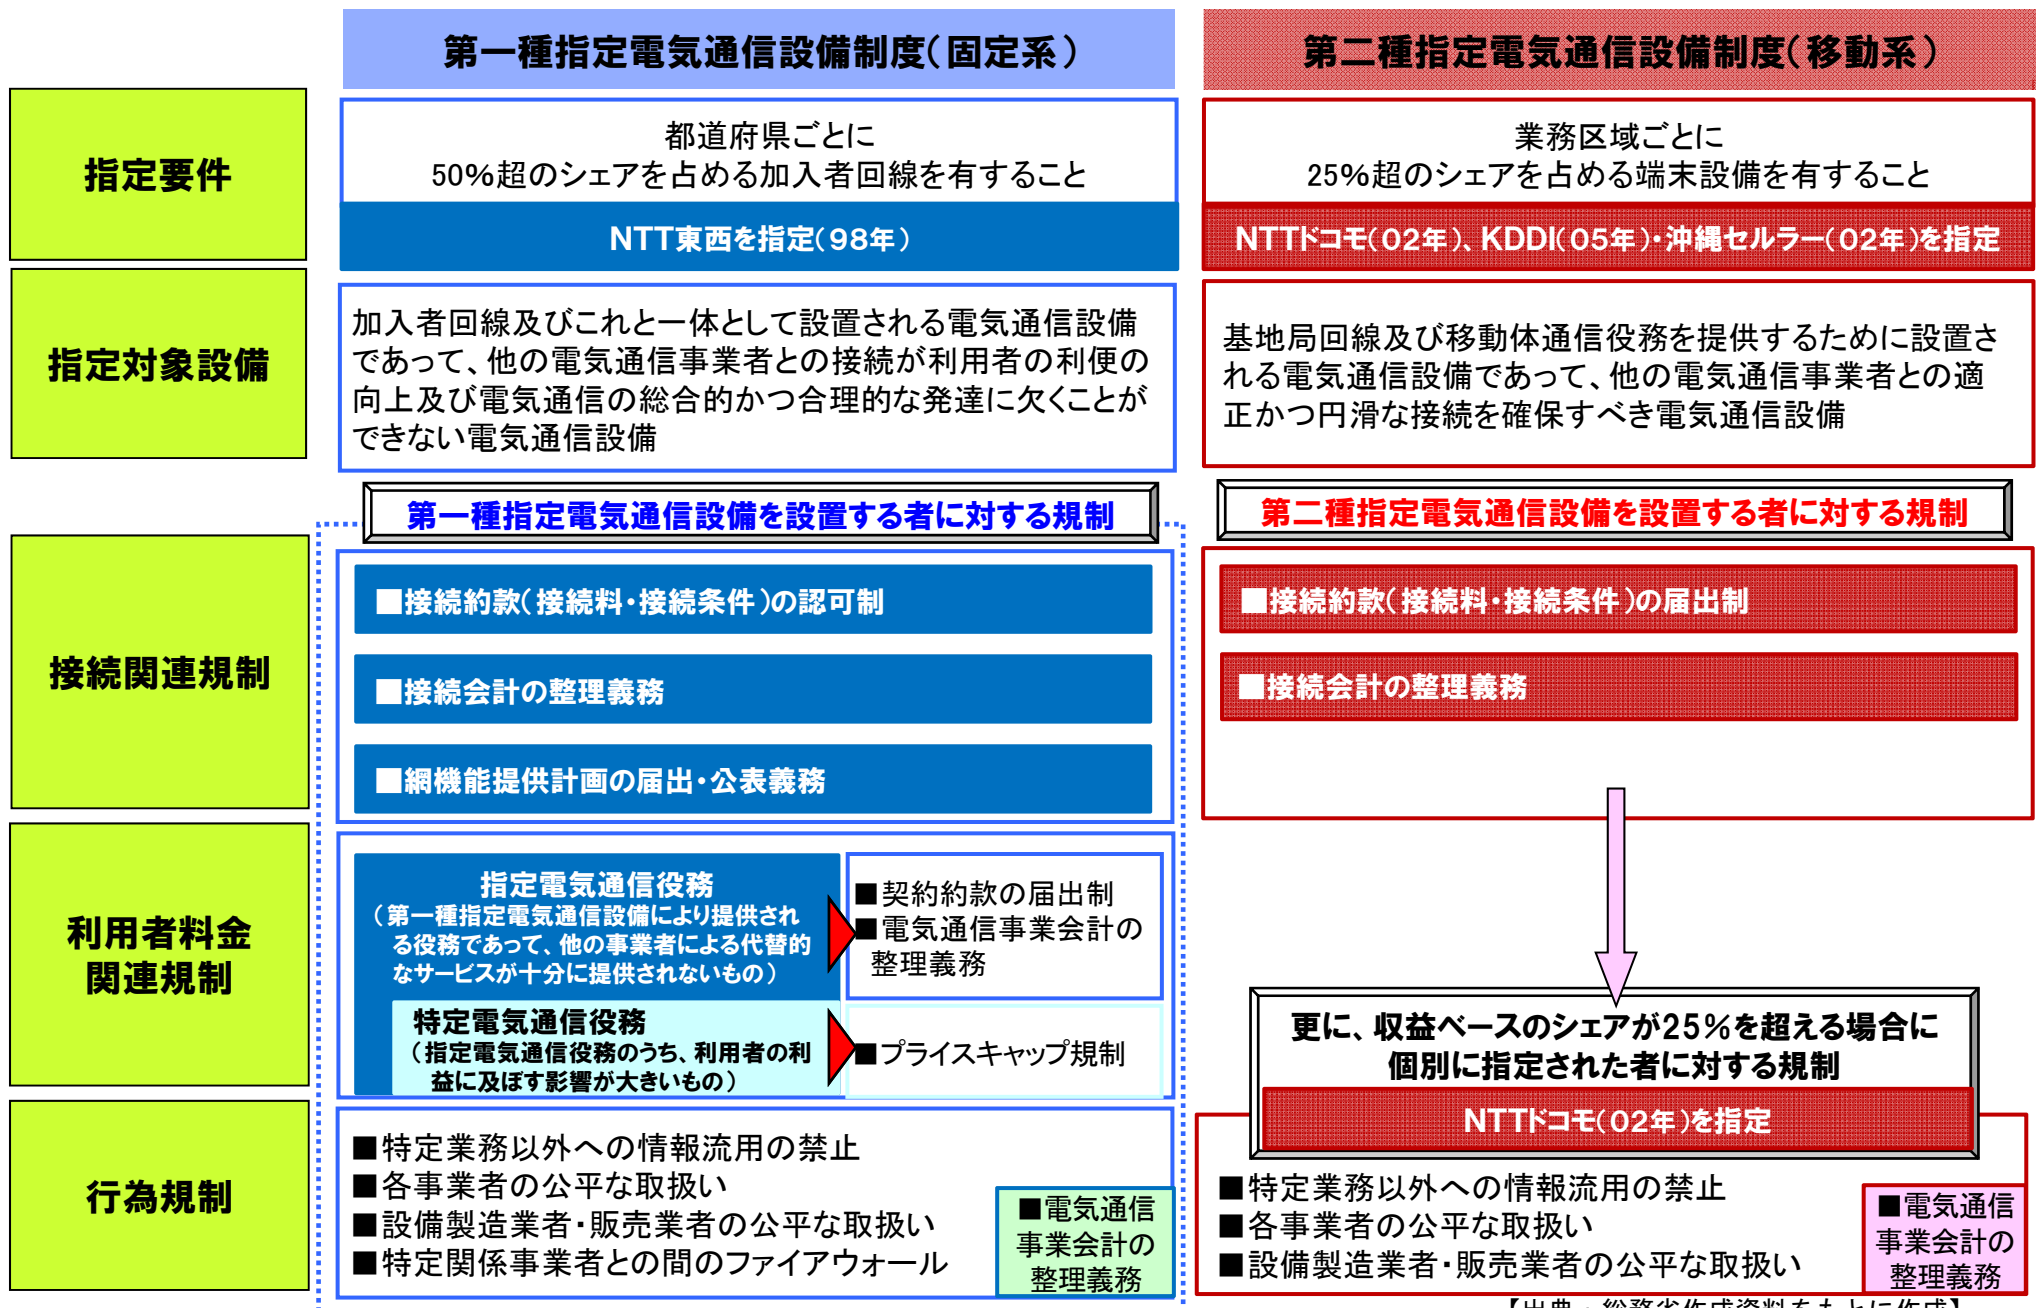 第一種指定電気通信設備制度（固定系）
第二種指定電気通信設備制度（移動系）
指定要件
都道府県ごとに
50%超のシェアを占める加入者回線を有すること
NTT東西を指定（98年）
業務区域ごとに
25%超のシェアを占める端末設備を有すること
NTTドコモ（02年）、KDDI（05年）・沖縄セルラー（02年）を指定
指定対象設備
加入者回線及びこれと一体として設置される電気通信設備
であって、他の電気通信事業者との接続が利用者の利便の
向上及び電気通信の総合的かつ合理的な発達に欠くことが
できない電気通信設備
基地局回線及び移動体通信役務を提供するために設置さ
れる電気通信設備であって、他の電気通信事業者との適
正かつ円滑な接続を確保すべき電気通信設備
第一種指定電気通信設備を設置する者に対する規制
第二種指定電気通信設備を設置する者に対する規制
接続関連規制
■接続約款（接続料・接続条件）の認可制
■接続会計の整理義務
■網機能提供計画の届出・公表義務
■接続約款（接続料・接続条件）の届出制
■接続会計の整理義務
利用者料金
関連規制
指定電気通信役務
（第一種指定電気通信設備により提供され
る役務であって、他の事業者による代替的
なサービスが十分に提供されないもの）
■契約約款の届出制
■電気通信事業会計の
整理義務
特定電気通信役務
（指定電気通信役務のうち、利用者の利
益に及ぼす影響が大きいもの）
■プライスキャップ規制
更に、収益ベースのシェアが25％を超える場合に
個別に指定された者に対する規制
NTTドコモ（02年）を指定
行為規制
■特定業務以外への情報流用の禁止
■各事業者の公平な取扱い
■設備製造業者・販売業者の公平な取扱い
■特定関係事業者との間のファイアウォール
■電気通信
事業会計の
整理義務
■特定業務以外への情報流用の禁止
■各事業者の公平な取扱い
■設備製造業者・販売業者の公平な取扱い
■電気通信
事業会計の
整理義務
【出典：総務省作成資料をもとに作成】